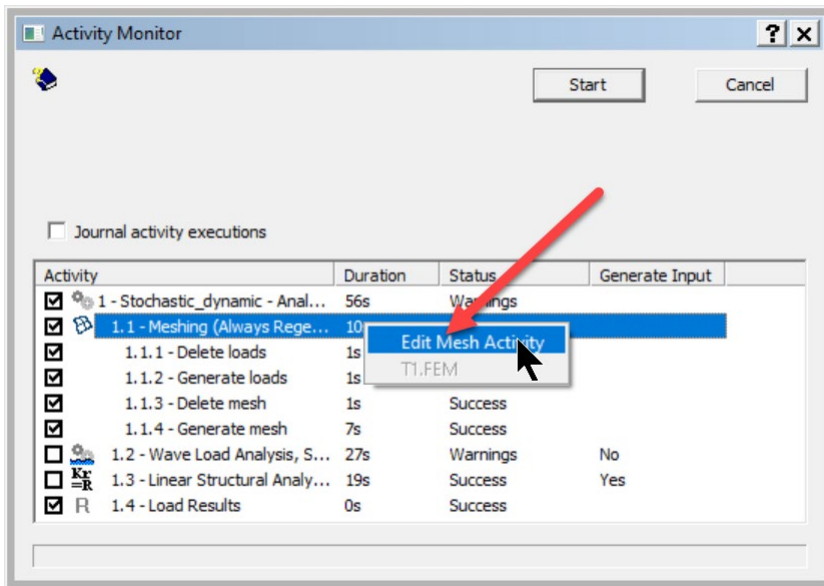 Activity Monitor
Start Cancel
Journal activity executions
Activity Duration Status Generate Input
1 - Stochastic_dynamic - Anal... 56s Warnings
1.1 - Meshing (Always Rege... 10
Edit Mesh Activity
1.1.1 - Delete loads 1s
T1.FEM
1.1.2 - Generate loads 1s
1.1.3 - Delete mesh 1s Success
1.1.4 - Generate mesh 7s Success
1.2 - Wave Load Analysis, S... 27s Warnings No
Kr
=R
1.3 - Linear Structural Analy... 19s Success Yes
R 1.4 - Load Results 0s Success